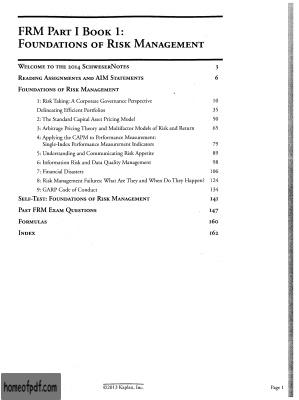 FRM PART I BOOK 1:
FOUNDATIONS OF RISK MANAGEMENT
WELCOME TO THE 2014 SCHWESERNOTES 3
READING ASSIGNMENTS AND AIM STATEMENTS 6
FOUNDATIONS OF RISK MANAGEMENT
1: Risk Taking: A Corporate Governance Perspective 10
Delineating Efficient Portfolios 35
2: The Standard Capital Asset Pricing Model 50
3: Arbitrage Pricing Theory and Multifactor Models of Risk and Return 65
4: Applying the CAPM to Performance Measurement:
Single-Index Performance Measurement Indicators 79
5: Understanding and Communicating Risk Appetite 89
6: Information Risk and Data Quality Management 98
7: Financial Disasters 106
8: Risk Management Failures: What Are They and When Do They Happen? 124
9: GARP Code of Conduct 134
SELF-TEST: FOUNDATIONS OF RISK MANAGEMENT 141
PAST FRM EXAM QUESTIONS 147
FORMULAS 160
INDEX 162
©2013 Kaplan, Inc. Page 1
homeofpdf.com